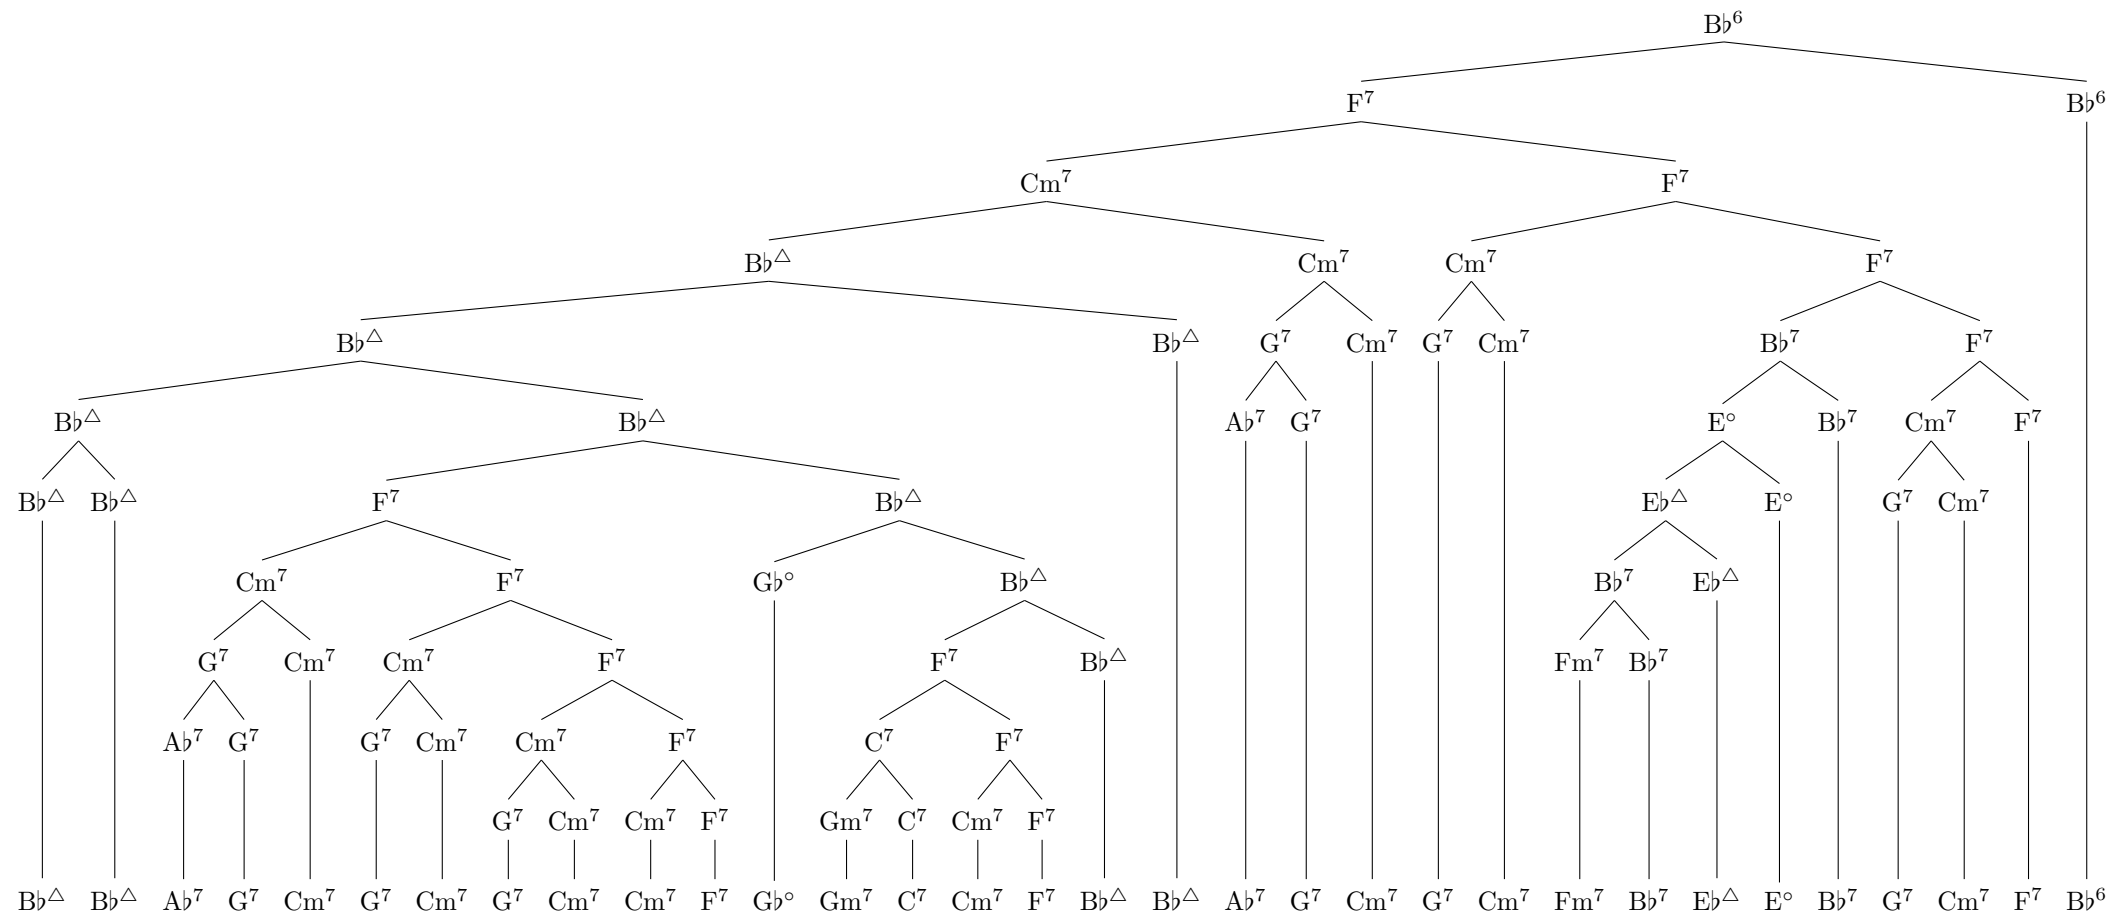 B♭⁶
F⁷ B♭⁶
Cm⁷ F⁷
B♭△ Cm⁷ Cm⁷ F⁷
B♭△ B♭△ G⁷ Cm⁷ G⁷ Cm⁷ B♭⁷ F⁷
B♭△ B♭△ A♭⁷ G⁷ E° B♭⁷ Cm⁷ F⁷
B♭△ B♭△ F⁷ B♭△ E♭△ E° G⁷ Cm⁷
Cm⁷ F⁷ G♭° B♭△ B♭⁷ E♭△
G⁷ Cm⁷ Cm⁷ F⁷ F⁷ B♭△ Fm⁷ B♭⁷
A♭⁷ G⁷ G⁷ Cm⁷ Cm⁷ F⁷ C⁷ F⁷
G⁷ Cm⁷ Cm⁷ F⁷ Gm⁷ C⁷ Cm⁷ F⁷
B♭△ B♭△ A♭⁷ G⁷ Cm⁷ G⁷ Cm⁷ G⁷ Cm⁷ Cm⁷ F⁷ G♭° Gm⁷ C⁷ Cm⁷ F⁷ B♭△ B♭△ A♭⁷ G⁷ Cm⁷ G⁷ Cm⁷ Fm⁷ B♭⁷ E♭△ E° B♭⁷ G⁷ Cm⁷ F⁷ B♭⁶